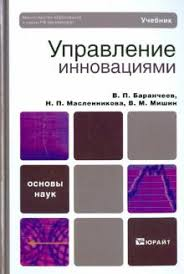 Учебник
Управление
инновациями
В. П. Баранчеев
Н. П. Масленникова
В. М. Мишин
ОСНОВЫ
НАУК
ЮРАЙТ